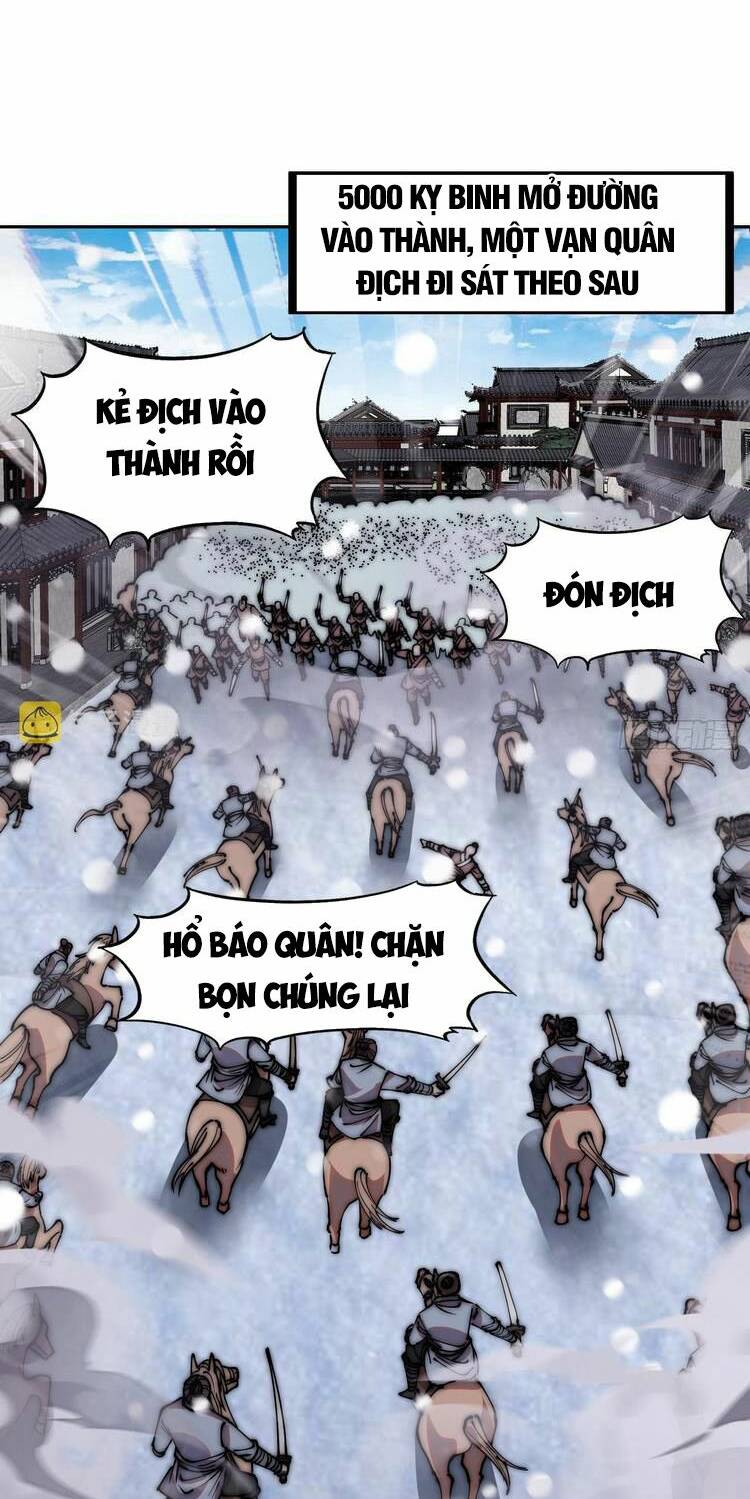 5000 KỴ BINH MỞ ĐƯỜNG
VÀO THÀNH, MỘT VẠN QUÂN
ĐỊCH ĐI SÁT THEO SAU
KẺ ĐỊCH VÀO
THÀNH RỒI
ĐÓN ĐỊCH
HỔ BÁO QUÂN! CHẶN
BỌN CHÚNG LẠI